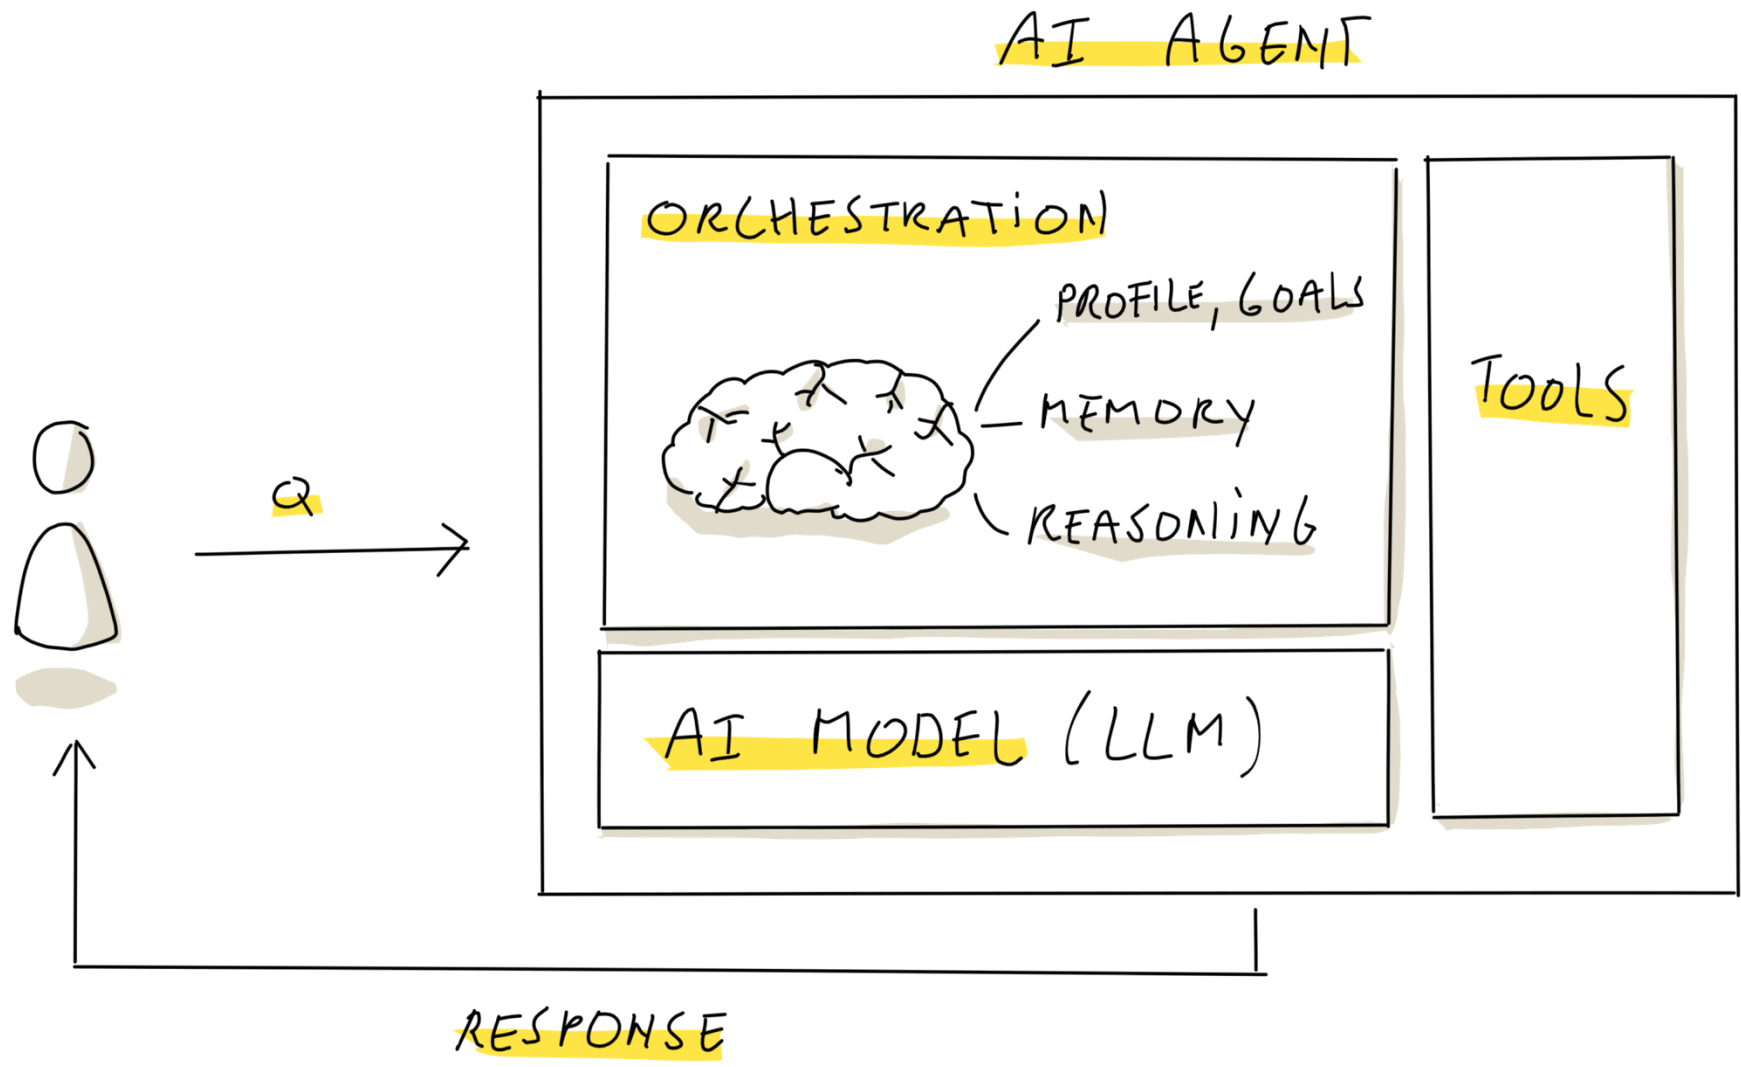 AI AGENT
ORCHESTRATION
PROFILE, GOALS
MEMORY
REASONING
TOOLS
Q
AI MODEL (LLM)
RESPONSE